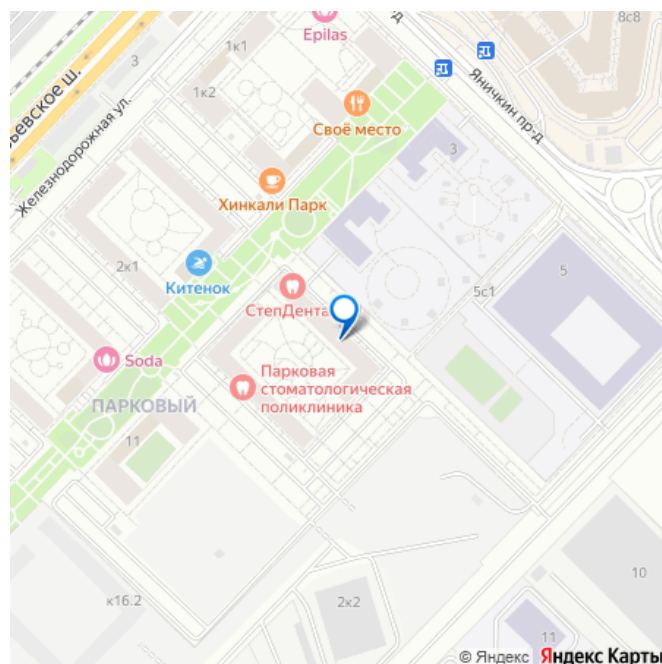 8с8
1к1
Epilas
Яничкин пр-д
3
1к2
ьевское ш.
Железнодорожная ул.
Своё место
3
Хинкали Парк
2к1
Китенок
5
5с1
СтепДента
Soda
Парковая
стоматологическая
поликлиника
ПАРКОВЫЙ
11
к16.2
2к2
10
11
© Яндекс Яндекс Карты